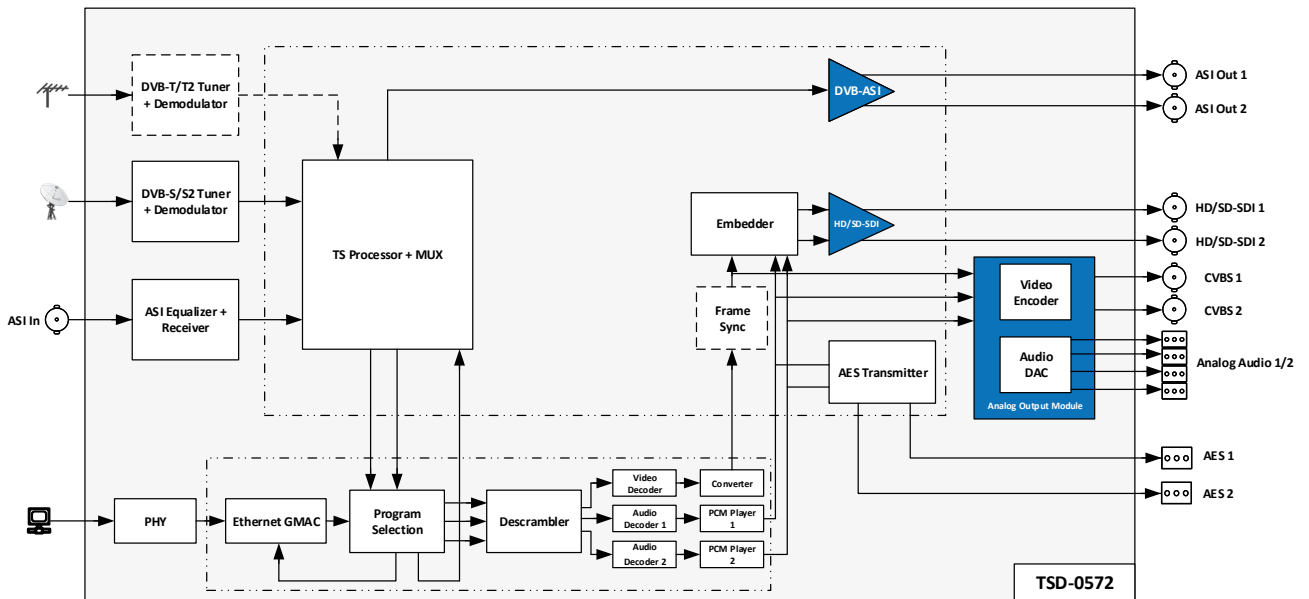 DVB-T/T2 Tuner
+ Demodulator
DVB-ASI
ASI Out 1
ASI Out 2
DVB-S/S2 Tuner
+ Demodulator
TS Processor + MUX
Embedder
HD/SD-SDI
HD/SD-SDI 1
HD/SD-SDI 2
ASI In
ASI Equalizer +
Receiver
Frame
Sync
Video
Encoder
CVBS 1
CVBS 2
AES Transmitter
Audio
DAC
Analog Audio 1/2
Analog Output Module
AES 1
AES 2
PHY
Ethernet GMAC
Program
Selection
Descrambler
Video
Decoder
Converter
Audio
Decoder 1
PCM Player
1
Audio
Decoder 2
PCM Player
2
TSD-0572